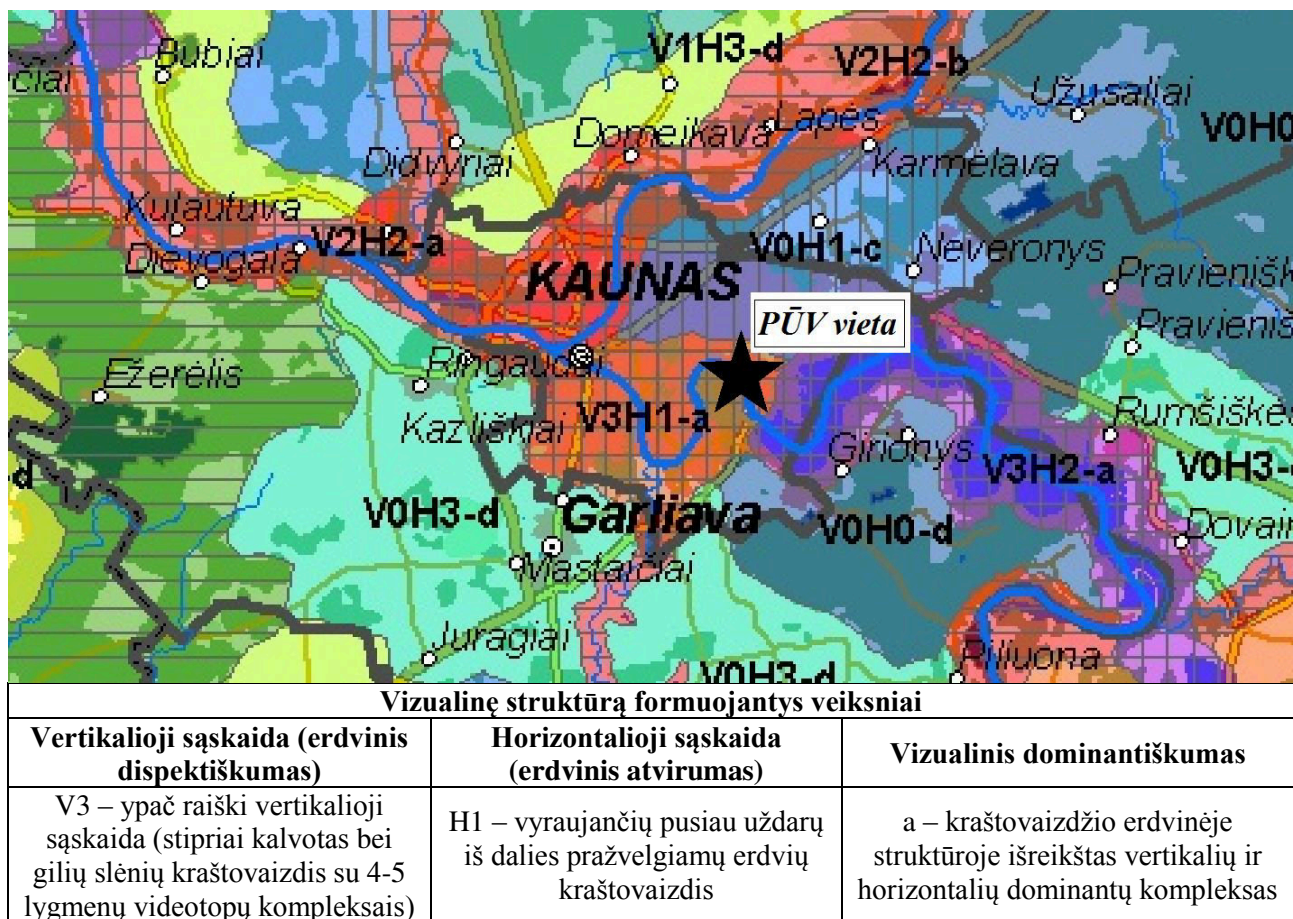 Bubiai
V1H3-d
V2H2-b
čiai
Užusaliai
Lapės
V0H0
Domeikava
Didvyriai
Karmėlava
Kulautuva
V2H2-a
V0H1-c
Neveronys
Dievogala
KAUNAS
Pravienišk
PŪV vieta
Pravieniš
Ringaudai
Ežerėlis
V3H1-a
Rumšiškės
Kazliškiai
Girionys
V3H2-a
V0H3-
-d
V0H3-d
Garliava
V0H0-d
Dovain
Mastaičiai
Juragiai
Piliuona
V0H3-d
Vizualinę struktūrą formuojantys veiksniai
Vertikalioji sąskaida (erdvinis
dispektiškumas)
Horizontalioji sąskaida
(erdvinis atvirumas)
Vizualinis dominantiškumas
V3 – ypač raiški vertikalioji
sąskaida (stipriai kalvotas bei
gilių slėnių kraštovaizdis su 4-5
lygmenų videotopų kompleksais)
H1 – vyraujančių pusiau uždarų
iš dalies pražvelgiamų erdvių
kraštovaizdis
a – kraštovaizdžio erdvinėje
struktūroje išreikštas vertikalių ir
horizontalių dominantų kompleksas